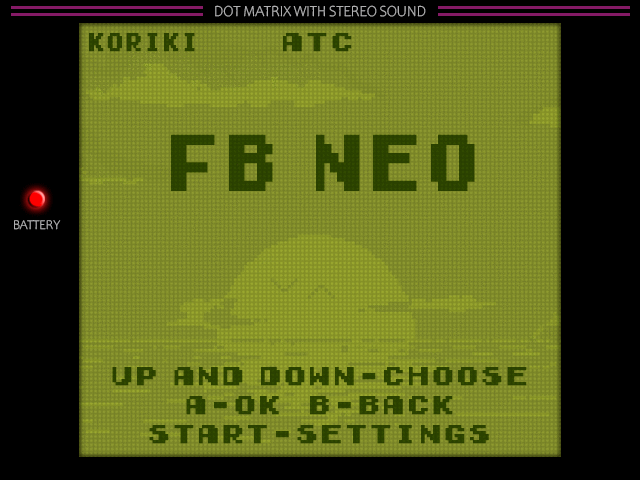 DOT MATRIX WITH STEREO SOUND
KORIKI ATC
FB NEO
BATTERY
UP AND DOWN-CHOOSE
A-OK B-BACK
START-SETTINGS